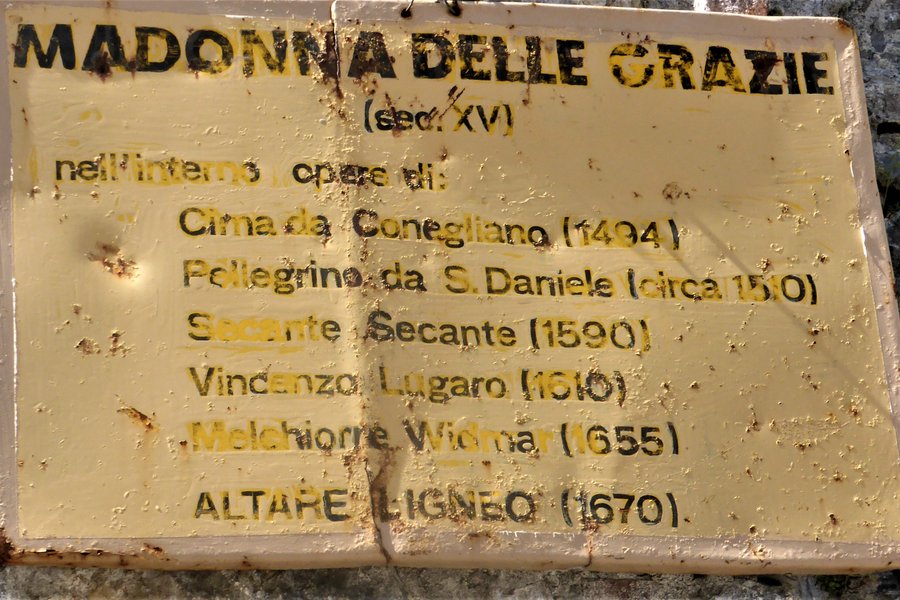 MADONNA DELLE GRAZIE
(sec. XV)
nell'interno opere di:
Cima da Conegliano (1494)
Pellegrino da S. Daniele (circa 1510)
Secante Secante (1590)
Vincenzo Lugaro (1610)
Melchiorre Widmar (1655)
ALTARE LIGNEO (1670)